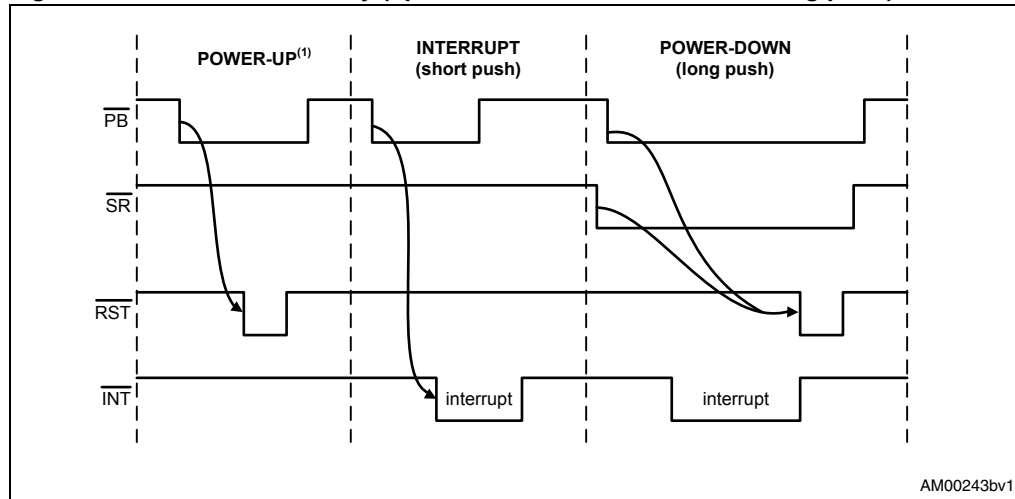 POWER-UP(1)
INTERRUPT
(short push)
POWER-DOWN
(long push)
PB
SR
RST
INT
interrupt
interrupt
AM00243bv1